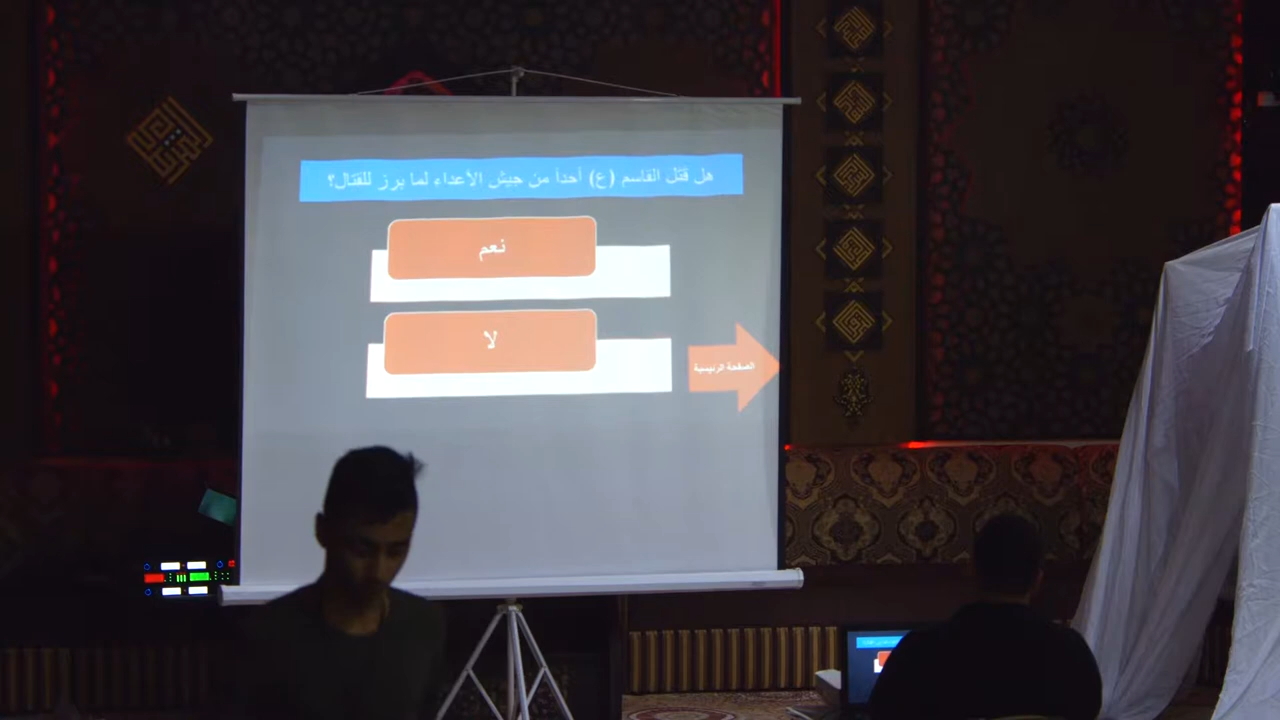 هل قتل القاسم (ع) أحداً من جيش الأعداء لما برز للقتال؟
نعم
لا
الصفحة الرئيسية